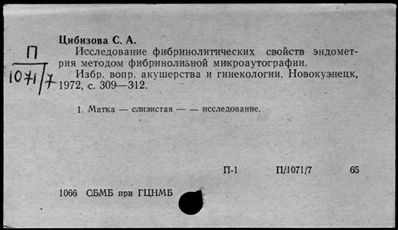 Цибизова С. А.
П
1071/7
Исследование фибринолитических свойств эндомет-
рия методом фибринолизной микроаутографии.
Избр. вопр. акушерства и гинекологии. Новокузнецк,
1972, с. 309—312.
1. Матка — слизистая — — исследование.
П-1 П/1071/7 65
1066 СБМБ при ГЦНМБ